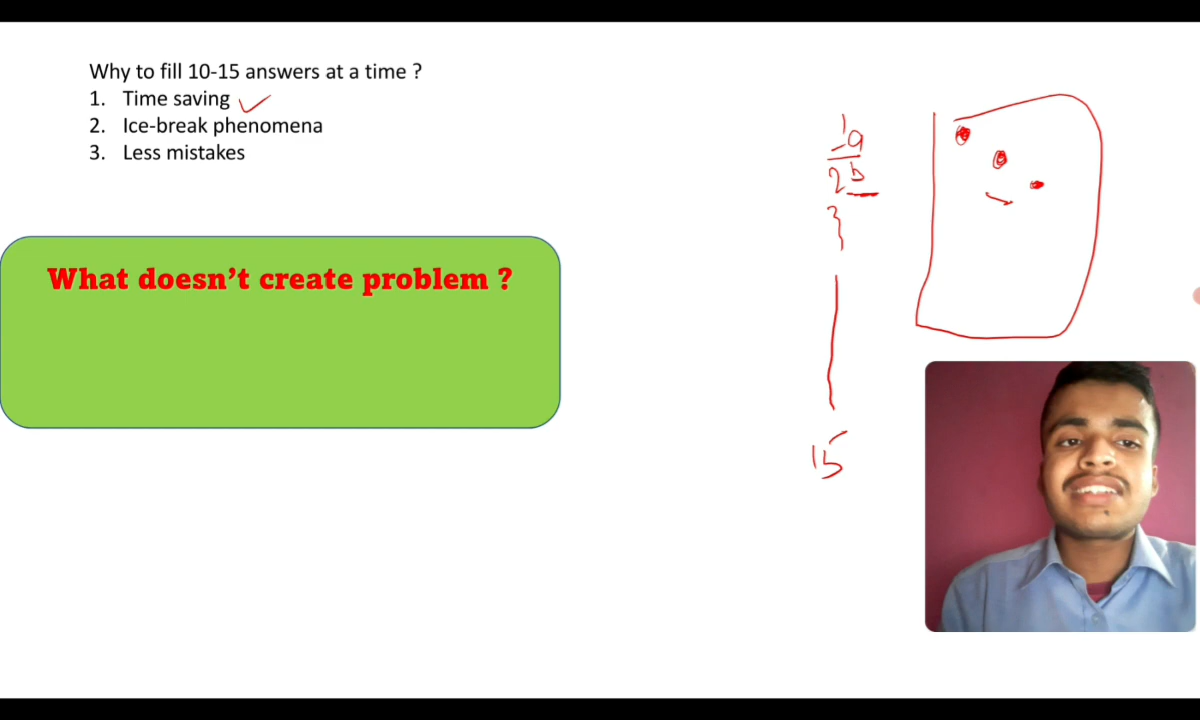 Why to fill 10-15 answers at a time ?
1. Time saving
2. Ice-break phenomena
3. Less mistakes
What doesn't create problem ?
1 a
2 b
3
15